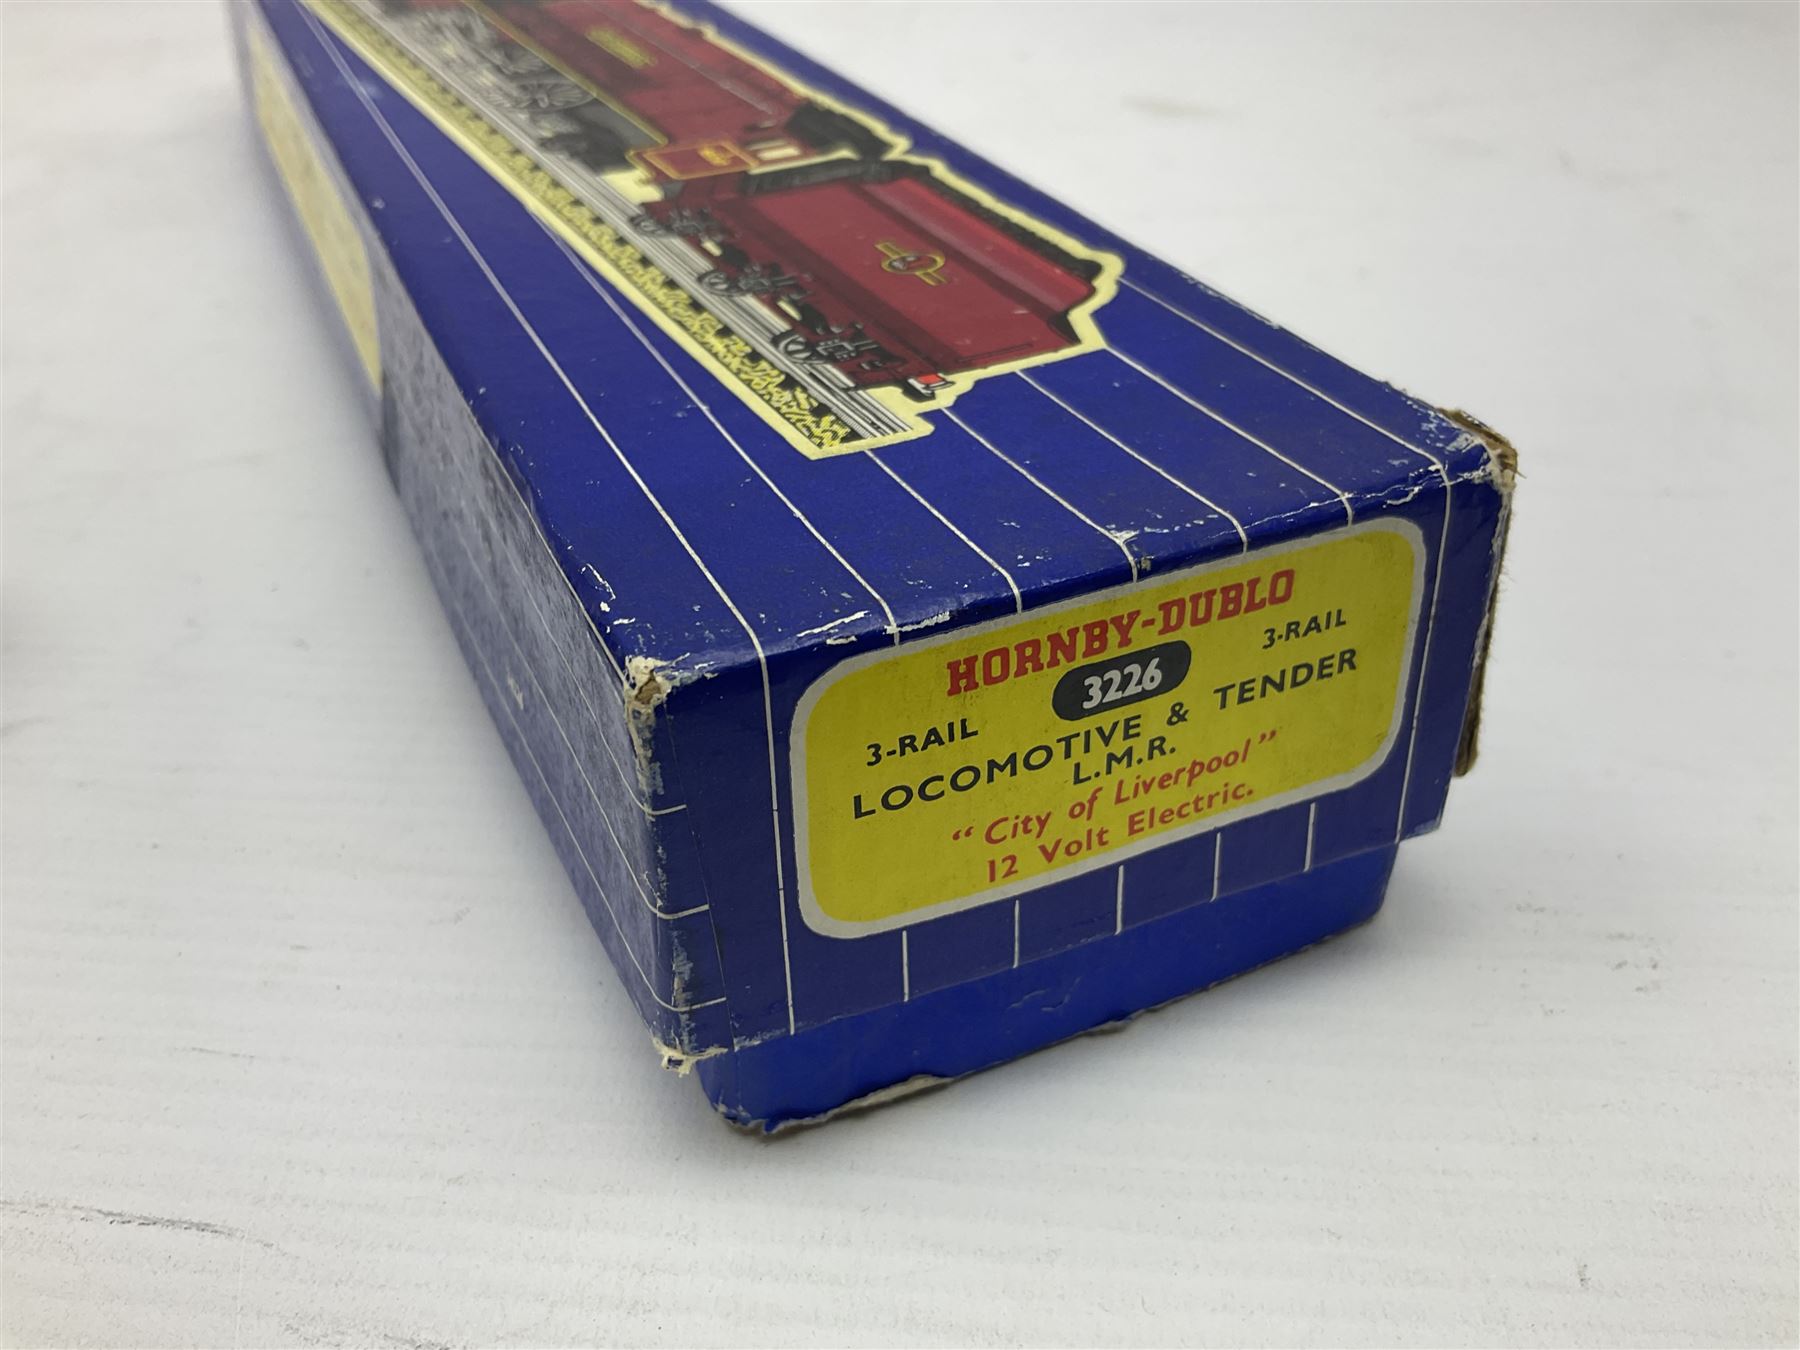 HORNBY-DUBLO
3-RAIL 3226 3-RAIL
LOCOMOTIVE & TENDER
L.M.R.
"City of Liverpool"
12 Volt Electric.